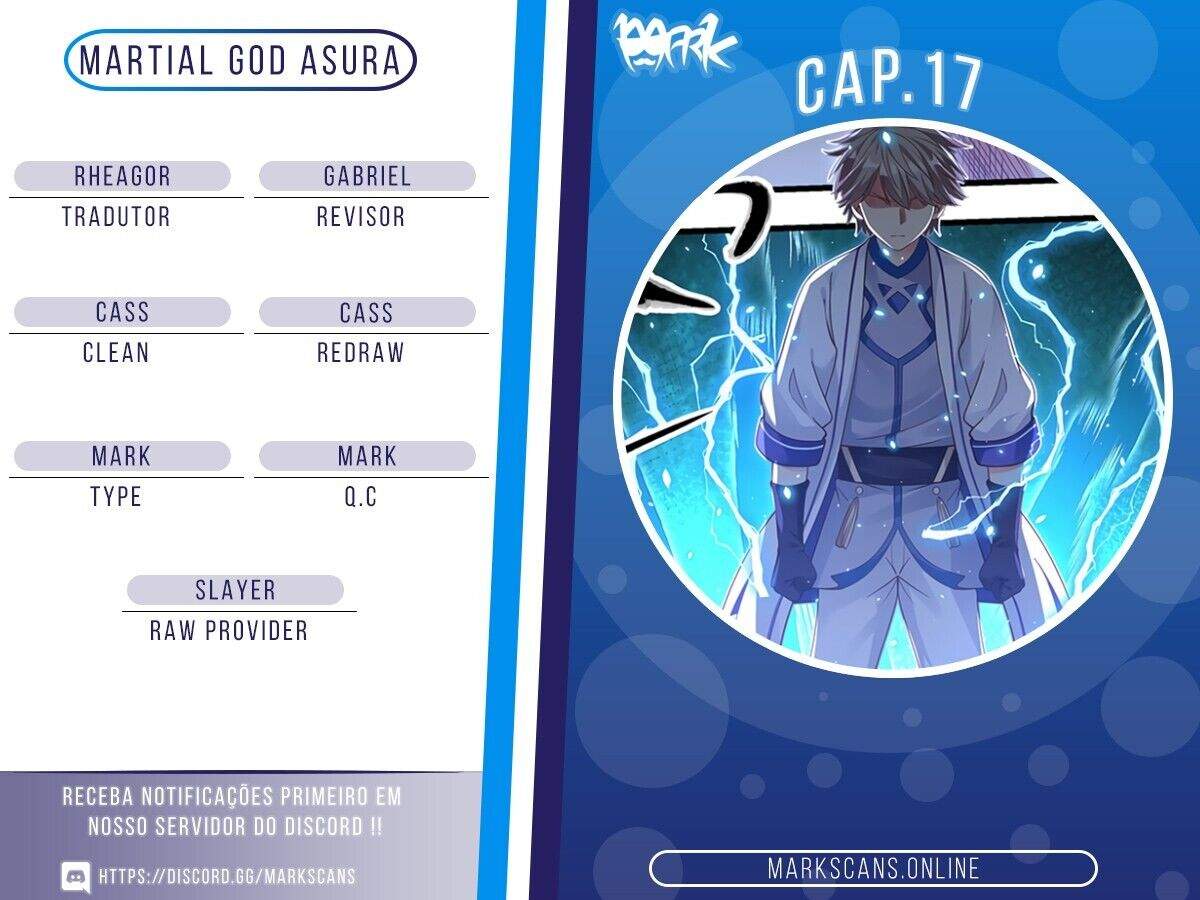 MARTIAL GOD ASURA
RHEAGOR
TRADUTOR
GABRIEL
REVISOR
CASS
CLEAN
CASS
REDRAW
MARK
TYPE
MARK
Q.C
SLAYER
RAW PROVIDER
RECEBA NOTIFICAÇÕES PRIMEIRO EM
NOSSO SERVIDOR DO DISCORD !!
HTTPS://DISCORD.GG/MARKSCANS
MARK
CAP.17
MARKSCANS.ONLINE